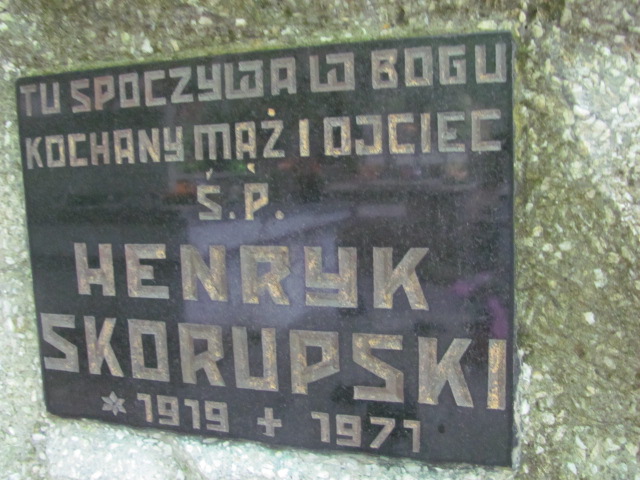 TU SPOCZYWA W BOGU
KOCHANY MĄŻ I OJCIEC
Ś.P.
HENRYK
SKORUPSKI
* 1919 + 1971